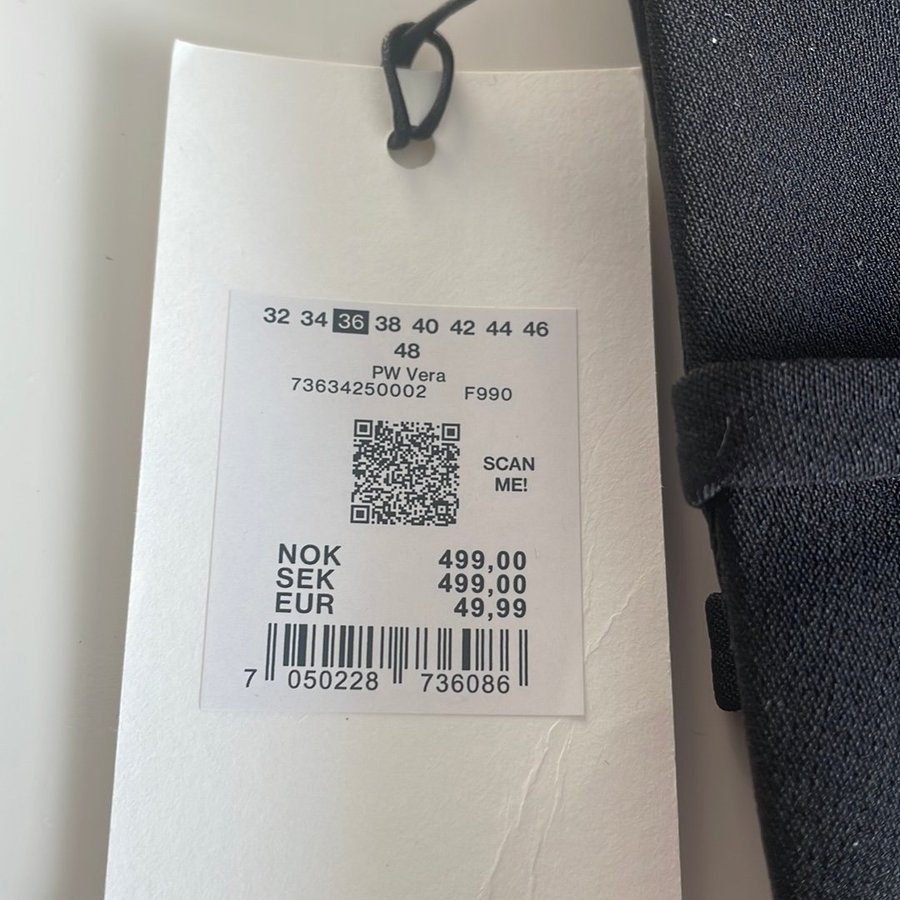 32 34 36 38 40 42 44 46
48
PW Vera
73634250002 F990
SCAN
ME!
NOK 499,00
SEK 499,00
EUR 49,99
7 050228 736086